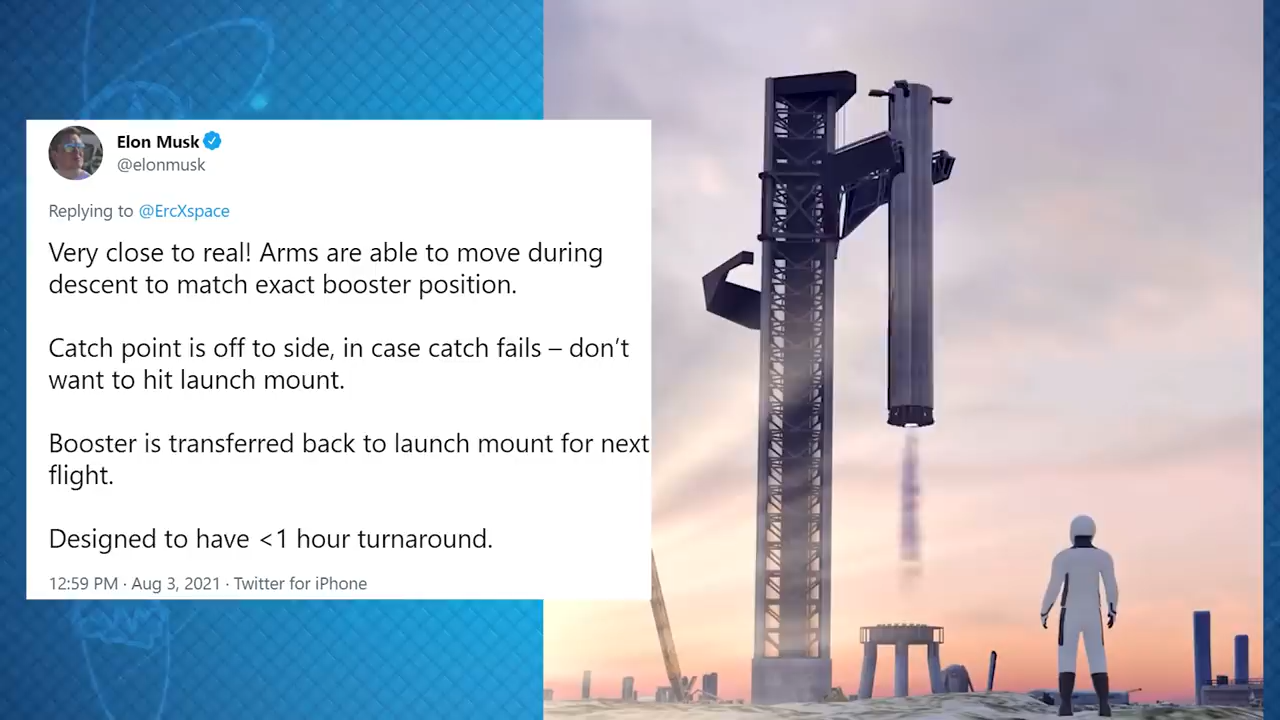 Elon Musk
@elonmusk
Replying to @ErcXspace
Very close to real! Arms are able to move during
descent to match exact booster position.
Catch point is off to side, in case catch fails – don’t
want to hit launch mount.
Booster is transferred back to launch mount for next
flight.
Designed to have <1 hour turnaround.
12:59 PM · Aug 3, 2021 · Twitter for iPhone